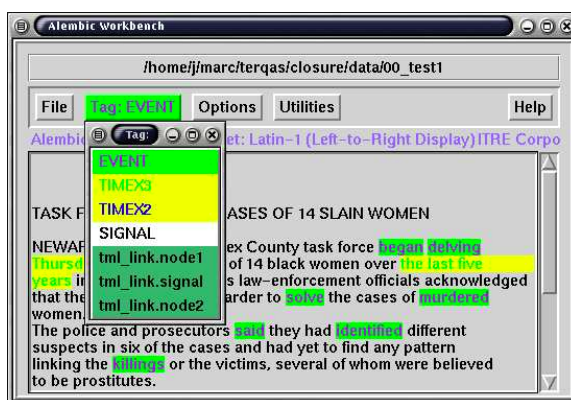 Alembic Workbench
/home/j/marc/terqas/closure/data/00_test1
File Tag: EVENT Options Utilities Help
Alembic et: Latin-1 (Left-to-Right Display) ITRE Corpo
Tag:
EVENT
TIMEX3
TIMEX2
SIGNAL
tml_link.node1
tml_link.signal
tml_link.node2
TASK F ASES OF 14 SLAIN WOMEN
NEWAR ex County task force began delving
Thursd of 14 black women over the last five
years i s law-enforcement officials acknowledged
that the arder to solve the cases of murdered
women.
The police and prosecutors said they had identified different
suspects in six of the cases and had yet to find any pattern
linking the killings or the victims, several of whom were believed
to be prostitutes.